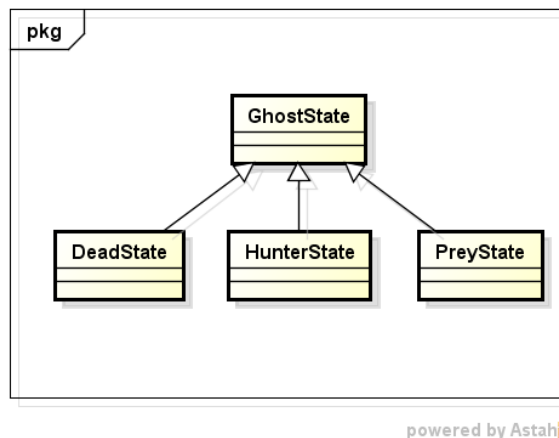 pkg
GhostState
DeadState
HunterState
PreyState
powered by Astah